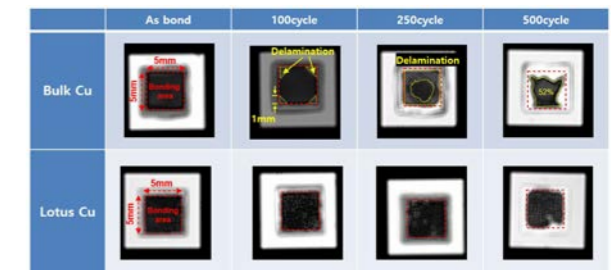 As bond 100cycle 250cycle 500cycle
Bulk Cu
5mm
5mm
Bonding area
Delamination
1mm
Delamination
52%
Lotus Cu
5mm
5mm
Bonding area